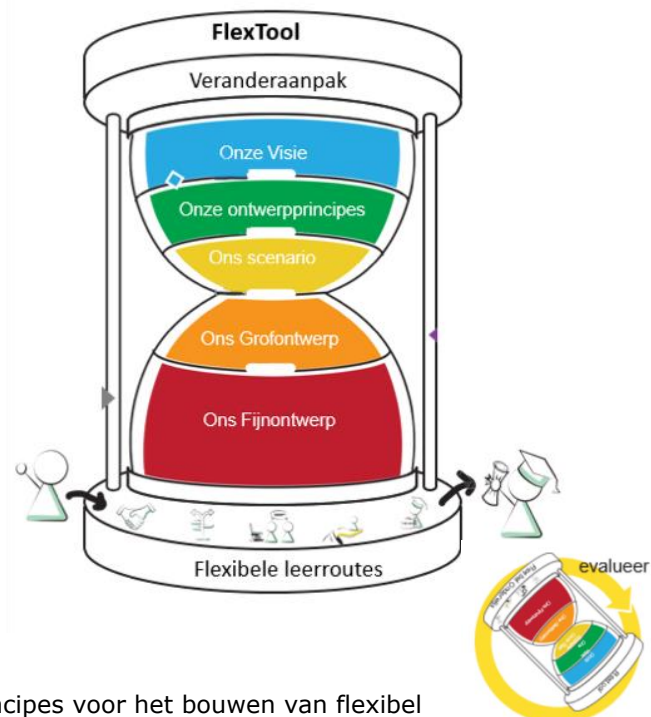 FlexTool
Veranderaanpak
Onze Visie
Onze ontwerpprincipes
Ons scenario
Ons Grofontwerp
Ons Fijnontwerp
Flexibele leerroutes
evalueer
ncipes voor het bouwen van flexibel